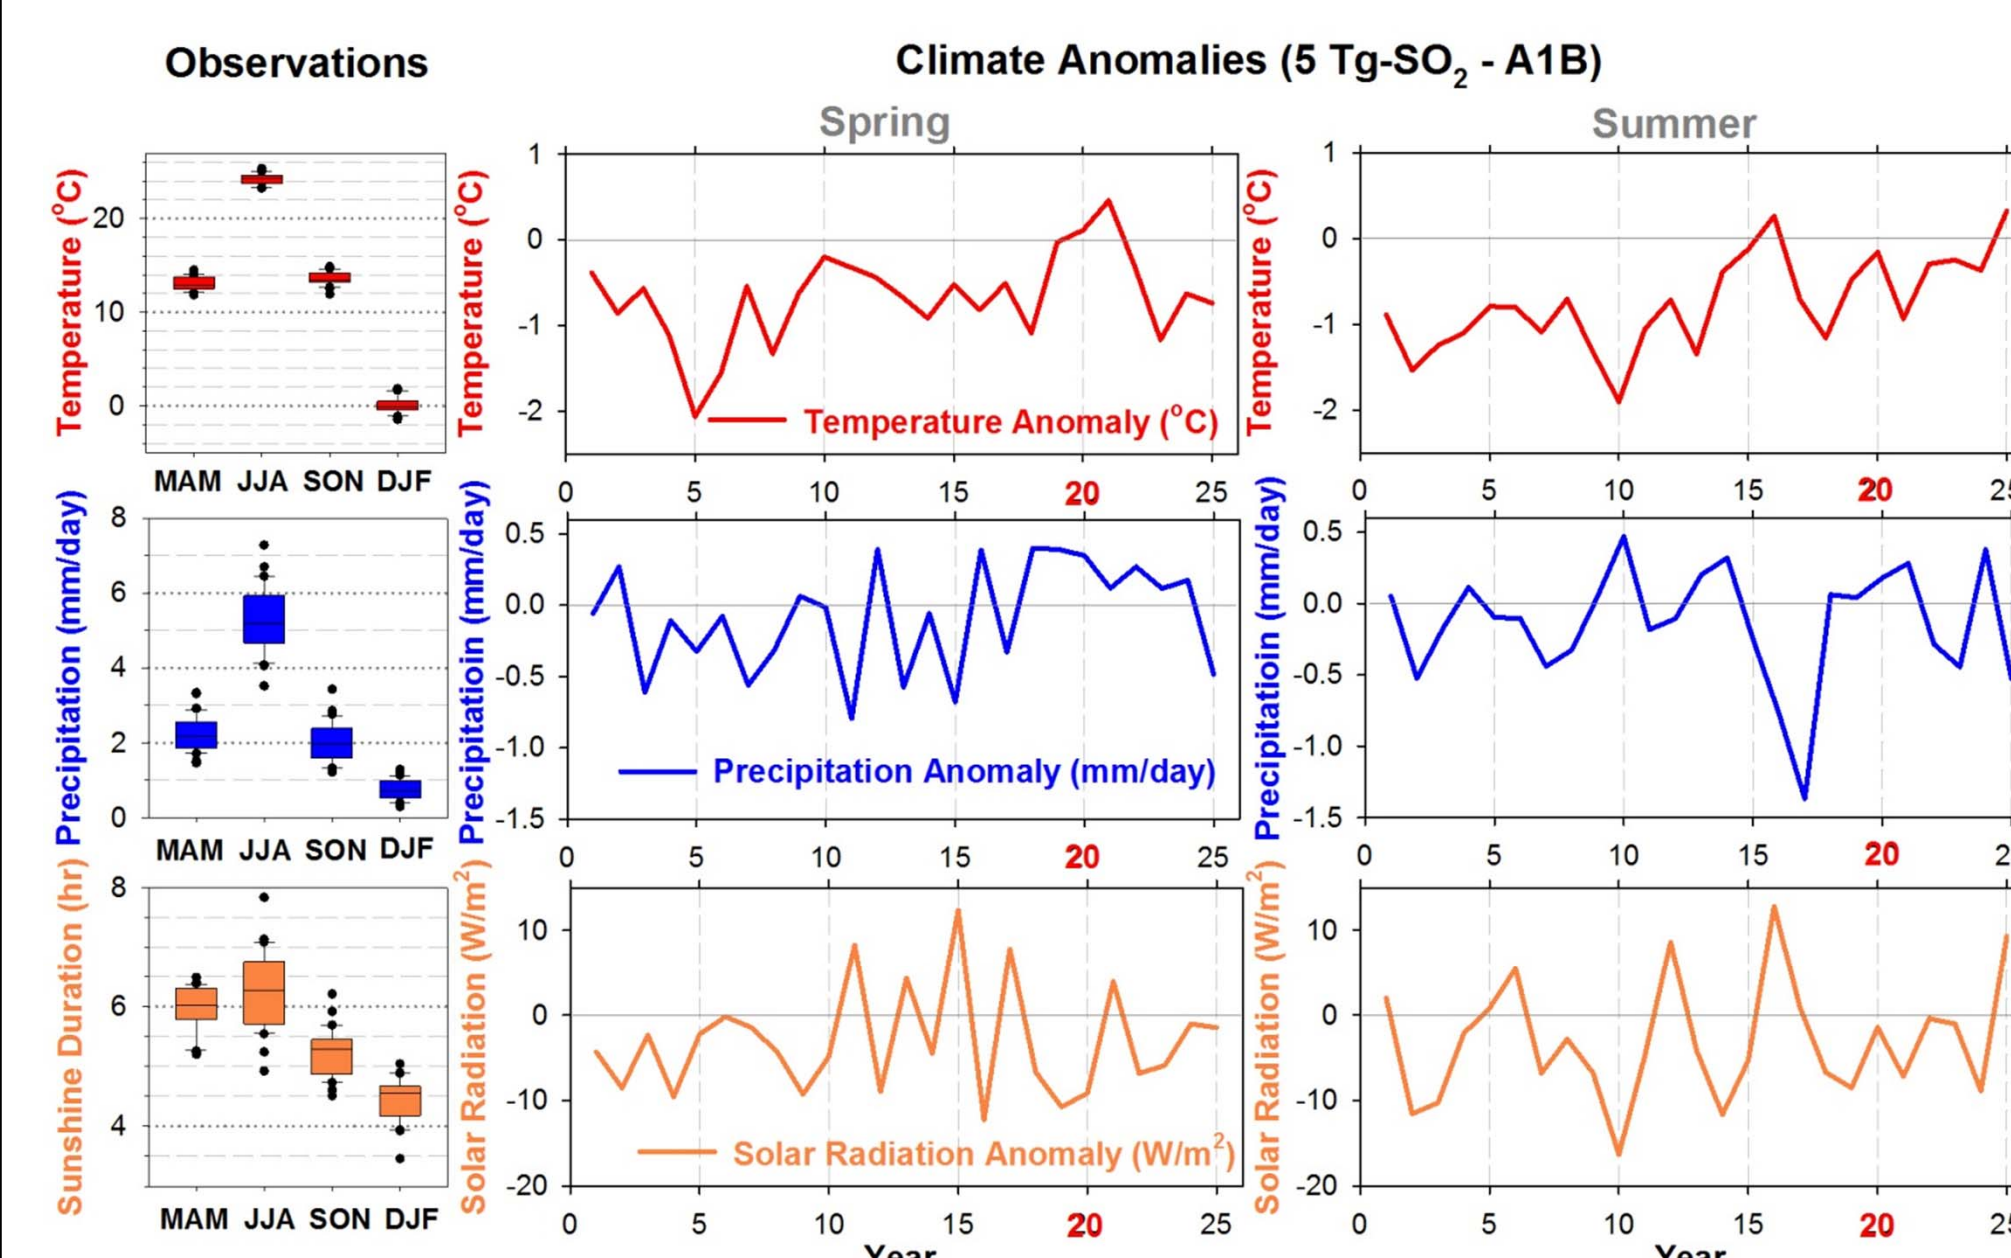 Observations
Climate Anomalies (5 Tg-SO2 - A1B)
Spring
Summer
Temperature (°C)
20
10
0
MAM JJA SON DJF
Temperature (°C)
1
0
-1
-2
Temperature Anomaly (°C)
0 5 10 15 20 25
Temperature (°C)
1
0
-1
-2
0 5 10 15 20 25
Precipitation (mm/day)
8
6
4
2
0
MAM JJA SON DJF
Precipitatioin (mm/day)
0.5
0.0
-0.5
-1.0
-1.5
Precipitation Anomaly (mm/day)
0 5 10 15 20 25
Precipitatioin (mm/day)
0.5
0.0
-0.5
-1.0
-1.5
0 5 10 15 20 2
Sunshine Duration (hr)
8
6
4
MAM JJA SON DJF
Solar Radiation (W/m2)
10
0
-10
-20
Solar Radiation Anomaly (W/m2)
0 5 10 15 20 25
Year
Solar Radiation (W/m2)
10
0
-10
-20
0 5 10 15 20 25
Year